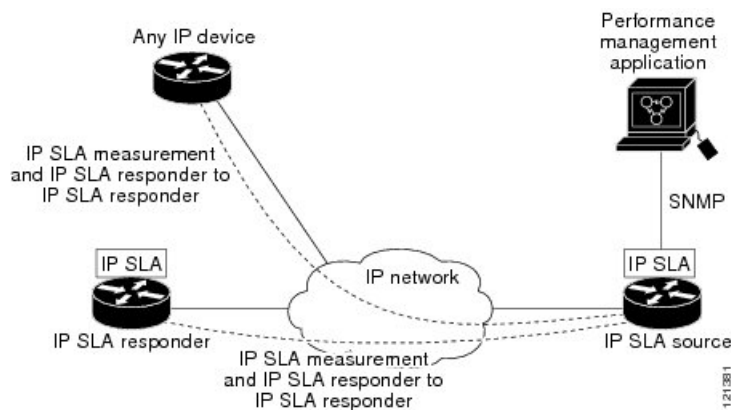 Any IP device
Performance
management
application
IP SLA measurement
and IP SLA responder to
IP SLA responder
SNMP
IP SLA
IP network
IP SLA
IP SLA responder
IP SLA source
IP SLA measurement
and IP SLA responder to
IP SLA responder
121381